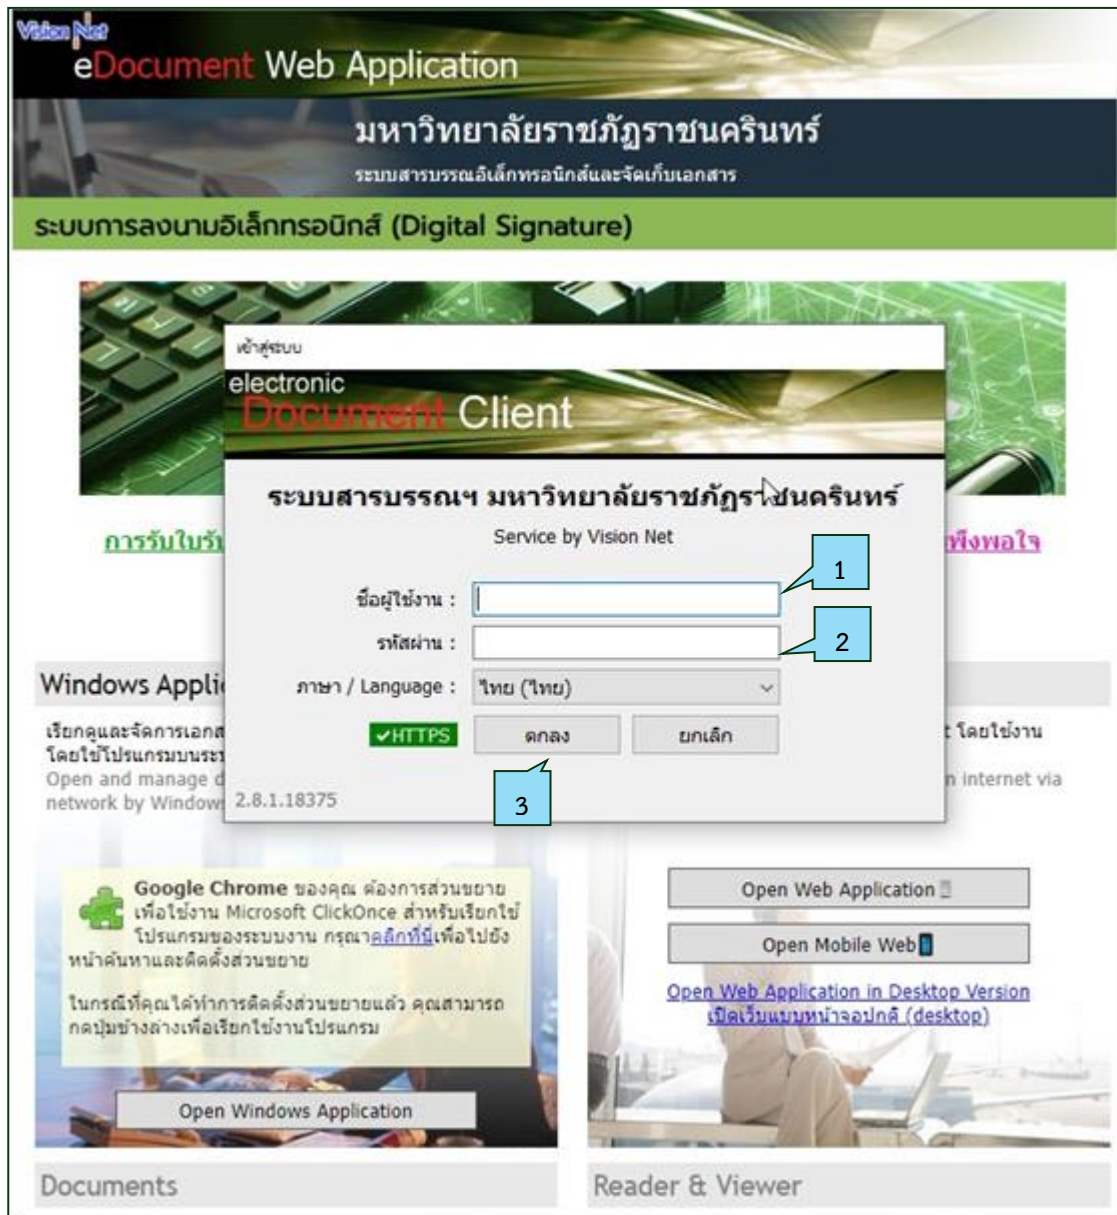 Vision Net
eDocument Web Application
มหาวิทยาลัยราชภัฏราชนครินทร์
ระบบสารบรรณอิเล็กทรอนิกส์และจัดเก็บเอกสาร
ระบบการลงนามอิเล็กทรอนิกส์ (Digital Signature)
เข้าสู่ระบบ
electronic
Document Client
ระบบสารบรรณฯ มหาวิทยาลัยราชภัฏราชนครินทร์
Service by Vision Net
การรับใบรับ
พึงพอใจ
1
ชื่อผู้ใช้งาน :
รหัสผ่าน :
2
ภาษา / Language : ไทย (ไทย)
✔HTTPS ตกลง ยกเลิก
3
2.8.1.18375
Windows Appli
เรียกดูและจัดการเอกส
โดยใช้โปรแกรมบนระบ
Open and manage d
network by Window
t โดยใช้งาน
n internet via
Google Chrome ของคุณ ต้องการส่วนขยาย
เพื่อใช้งาน Microsoft ClickOnce สำหรับเรียกใช้
โปรแกรมของระบบงาน กรุณาคลิกที่นี่เพื่อไปยัง
หน้าค้นหาและติดตั้งส่วนขยาย
ในกรณีที่คุณได้ทำการติดตั้งส่วนขยายแล้ว คุณสามารถ
กดปุ่มข้างล่างเพื่อเรียกใช้งานโปรแกรม
Open Windows Application
Open Web Application
Open Mobile Web
Open Web Application in Desktop Version
เปิดเว็บแบบหน้าจอปกติ (desktop)
Documents
Reader & Viewer